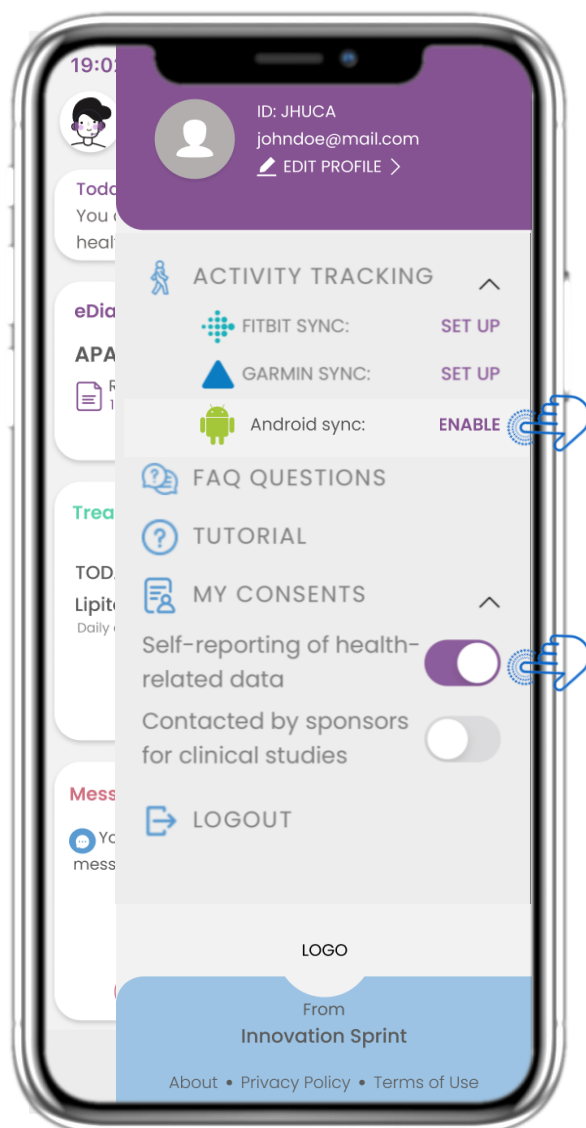 19:02
ID: JHUCA
johndoe@mail.com
EDIT PROFILE
ACTIVITY TRACKING
FITBIT SYNC: SET UP
GARMIN SYNC: SET UP
Android sync: ENABLE
FAQ QUESTIONS
TUTORIAL
MY CONSENTS
Self-reporting of health-
related data
Contacted by sponsors
for clinical studies
LOGOUT
LOGO
From
Innovation Sprint
About • Privacy Policy • Terms of Use
You
eDia
APA
Trea
TOD
Lipit
Daily
Mess
Yo
mess